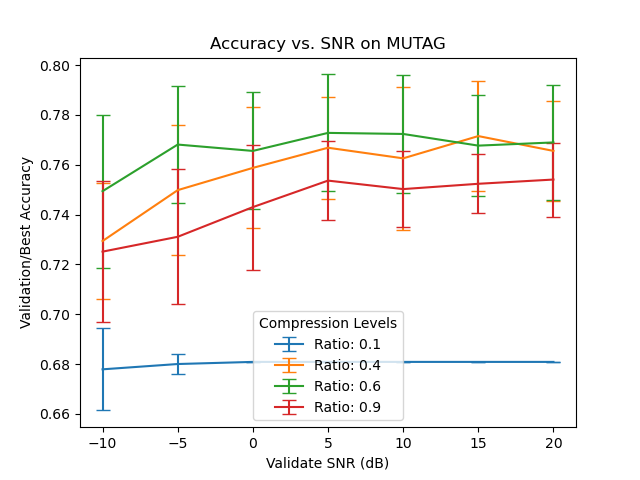 Accuracy vs. SNR on MUTAG
Validation/Best Accuracy
0.80
0.78
0.76
0.74
0.72
0.70
0.68
0.66
Compression Levels
Ratio: 0.1
Ratio: 0.4
Ratio: 0.6
Ratio: 0.9
−10
−5
0
5
10
15
20
Validate SNR (dB)